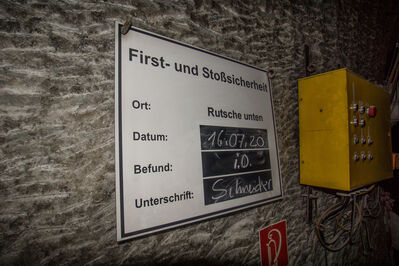 First- und Stoßsicherheit
Ort: Rutsche unten
Datum: 16.07.20
Befund: i.O.
Unterschrift: Schneider